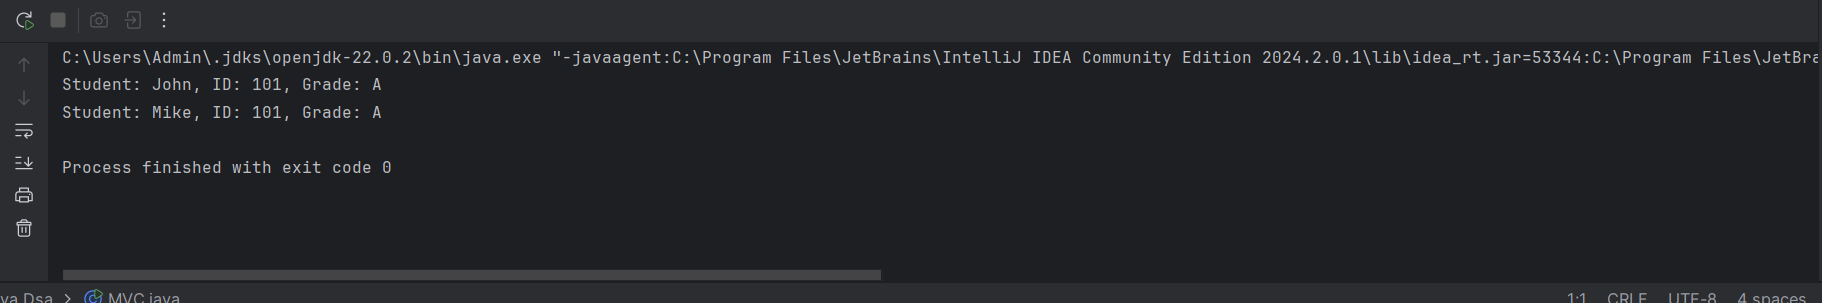 C:\Users\Admin\.jdks\openjdk-22.0.2\bin\java.exe "-javaagent:C:\Program Files\JetBrains\IntelliJ IDEA Community Edition 2024.2.0.1\lib\idea_rt.jar=53344:C:\Program Files\JetBra
Student: John, ID: 101, Grade: A
Student: Mike, ID: 101, Grade: A
Process finished with exit code 0
va Dsa > MVC.java 1:1 CRLF UTF-8 4 spaces